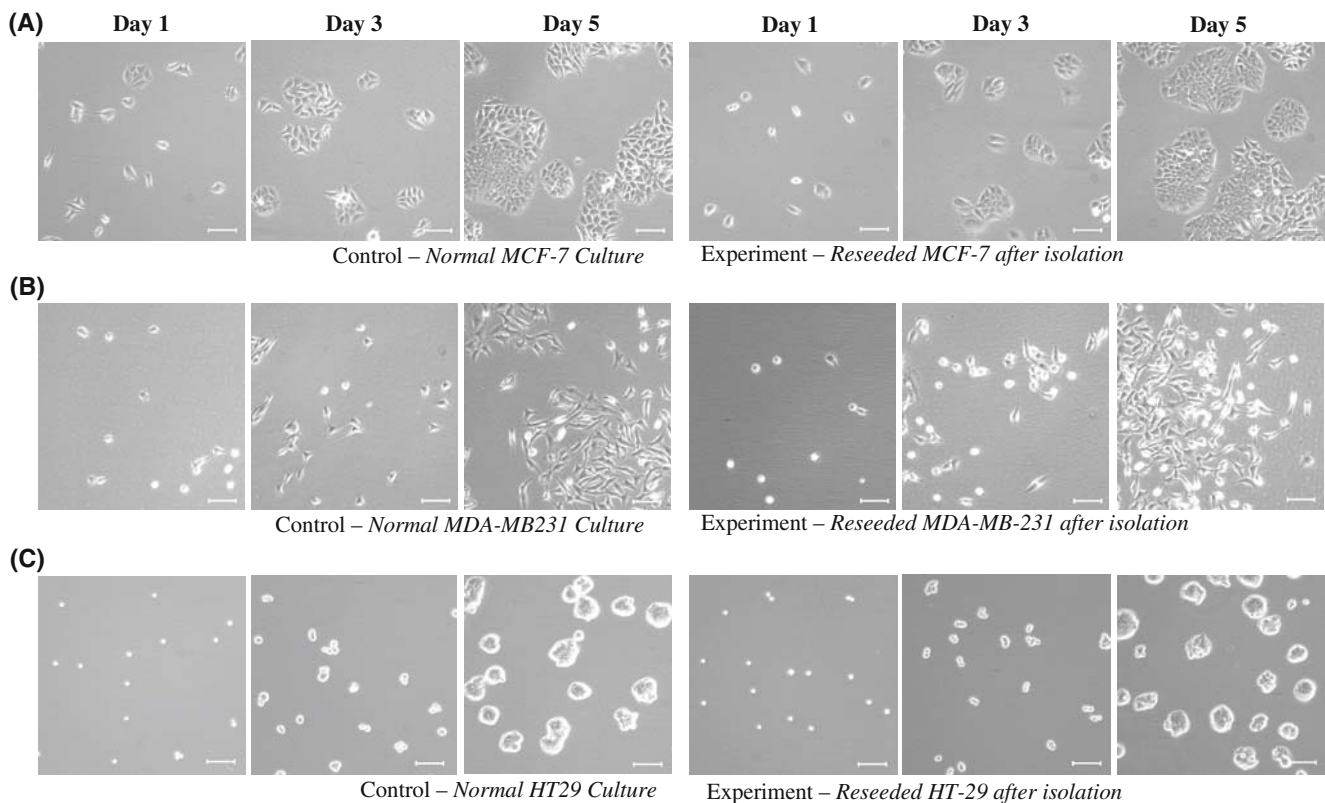 (A)
Day 1 Day 3 Day 5 Day 1 Day 3 Day 5
Control – Normal MCF-7 Culture
Experiment – Reseeded MCF-7 after isolation
(B)
Control – Normal MDA-MB231 Culture
Experiment – Reseeded MDA-MB-231 after isolation
(C)
Control – Normal HT29 Culture
Experiment – Reseeded HT-29 after isolation